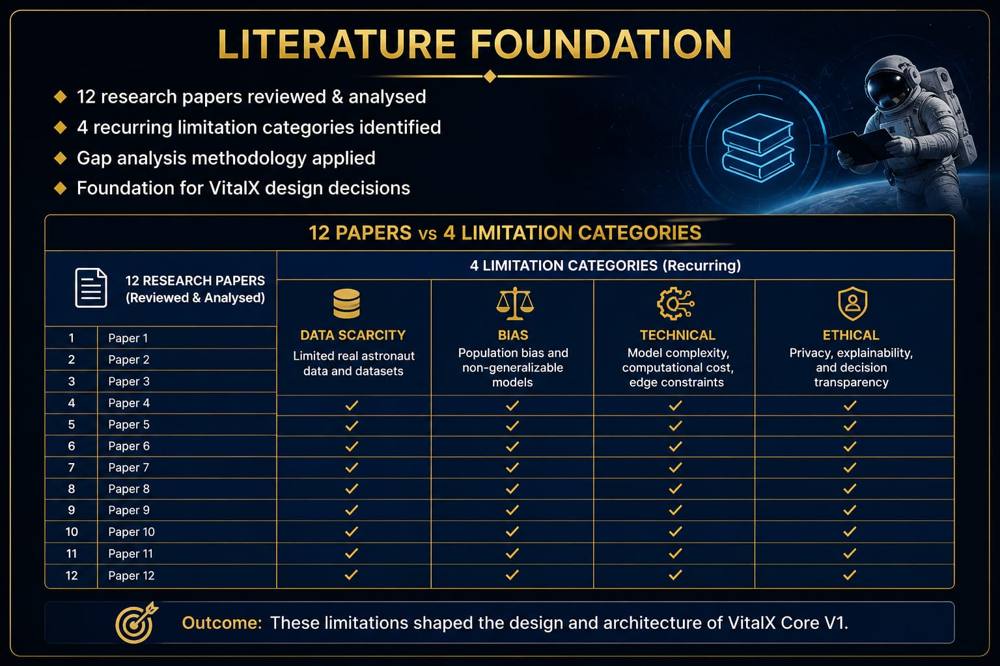 LITERATURE FOUNDATION
12 research papers reviewed & analysed
4 recurring limitation categories identified
Gap analysis methodology applied
Foundation for VitalX design decisions
12 PAPERS vs 4 LIMITATION CATEGORIES
12 RESEARCH PAPERS
(Reviewed & Analysed)
4 LIMITATION CATEGORIES (Recurring)
DATA SCARCITY
Limited real astronaut
data and datasets
BIAS
Population bias and
non-generalizable
models
TECHNICAL
Model complexity,
computational cost,
edge constraints
ETHICAL
Privacy, explainability,
and decision
transparency
1 Paper 1
2 Paper 2
3 Paper 3
4 Paper 4 ✓ ✓ ✓ ✓
5 Paper 5 ✓ ✓ ✓ ✓
6 Paper 6 ✓ ✓ ✓ ✓
7 Paper 7 ✓ ✓ ✓ ✓
8 Paper 8 ✓ ✓ ✓ ✓
9 Paper 9 ✓ ✓ ✓ ✓
10 Paper 10 ✓ ✓ ✓ ✓
11 Paper 11 ✓ ✓ ✓ ✓
12 Paper 12 ✓ ✓ ✓ ✓
Outcome: These limitations shaped the design and architecture of VitalX Core V1.